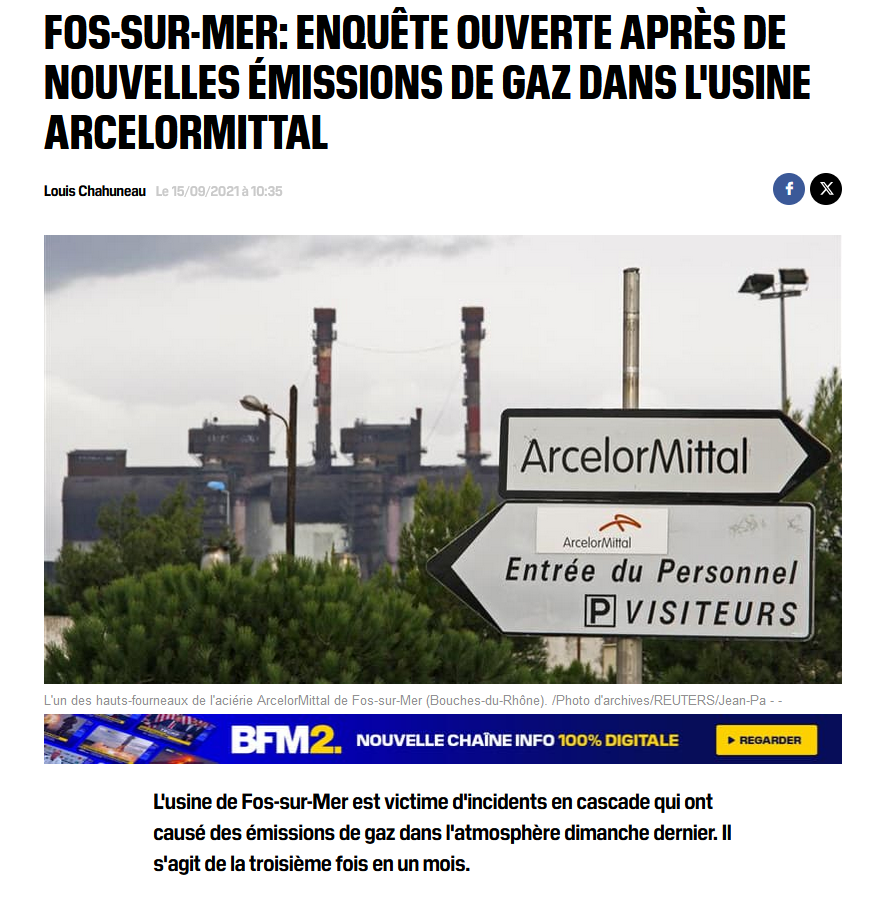 FOS-SUR-MER: ENQUÊTE OUVERTE APRÈS DE
NOUVELLES ÉMISSIONS DE GAZ DANS L'USINE
ARCELORMITTAL
Louis Chahuneau Le 15/09/2021 à 10:35
ArcelorMittal
ArcelorMittal
Entrée du Personnel
P VISITEURS
L'un des hauts-fourneaux de l'aciérie ArcelorMittal de Fos-sur-Mer (Bouches-du-Rhône). /Photo d'archives/REUTERS/Jean-Pa - -
BFM2. NOUVELLE CHAÎNE INFO 100% DIGITALE REGARDER
L'usine de Fos-sur-Mer est victime d'incidents en cascade qui ont
causé des émissions de gaz dans l'atmosphère dimanche dernier. Il
s'agit de la troisième fois en un mois.